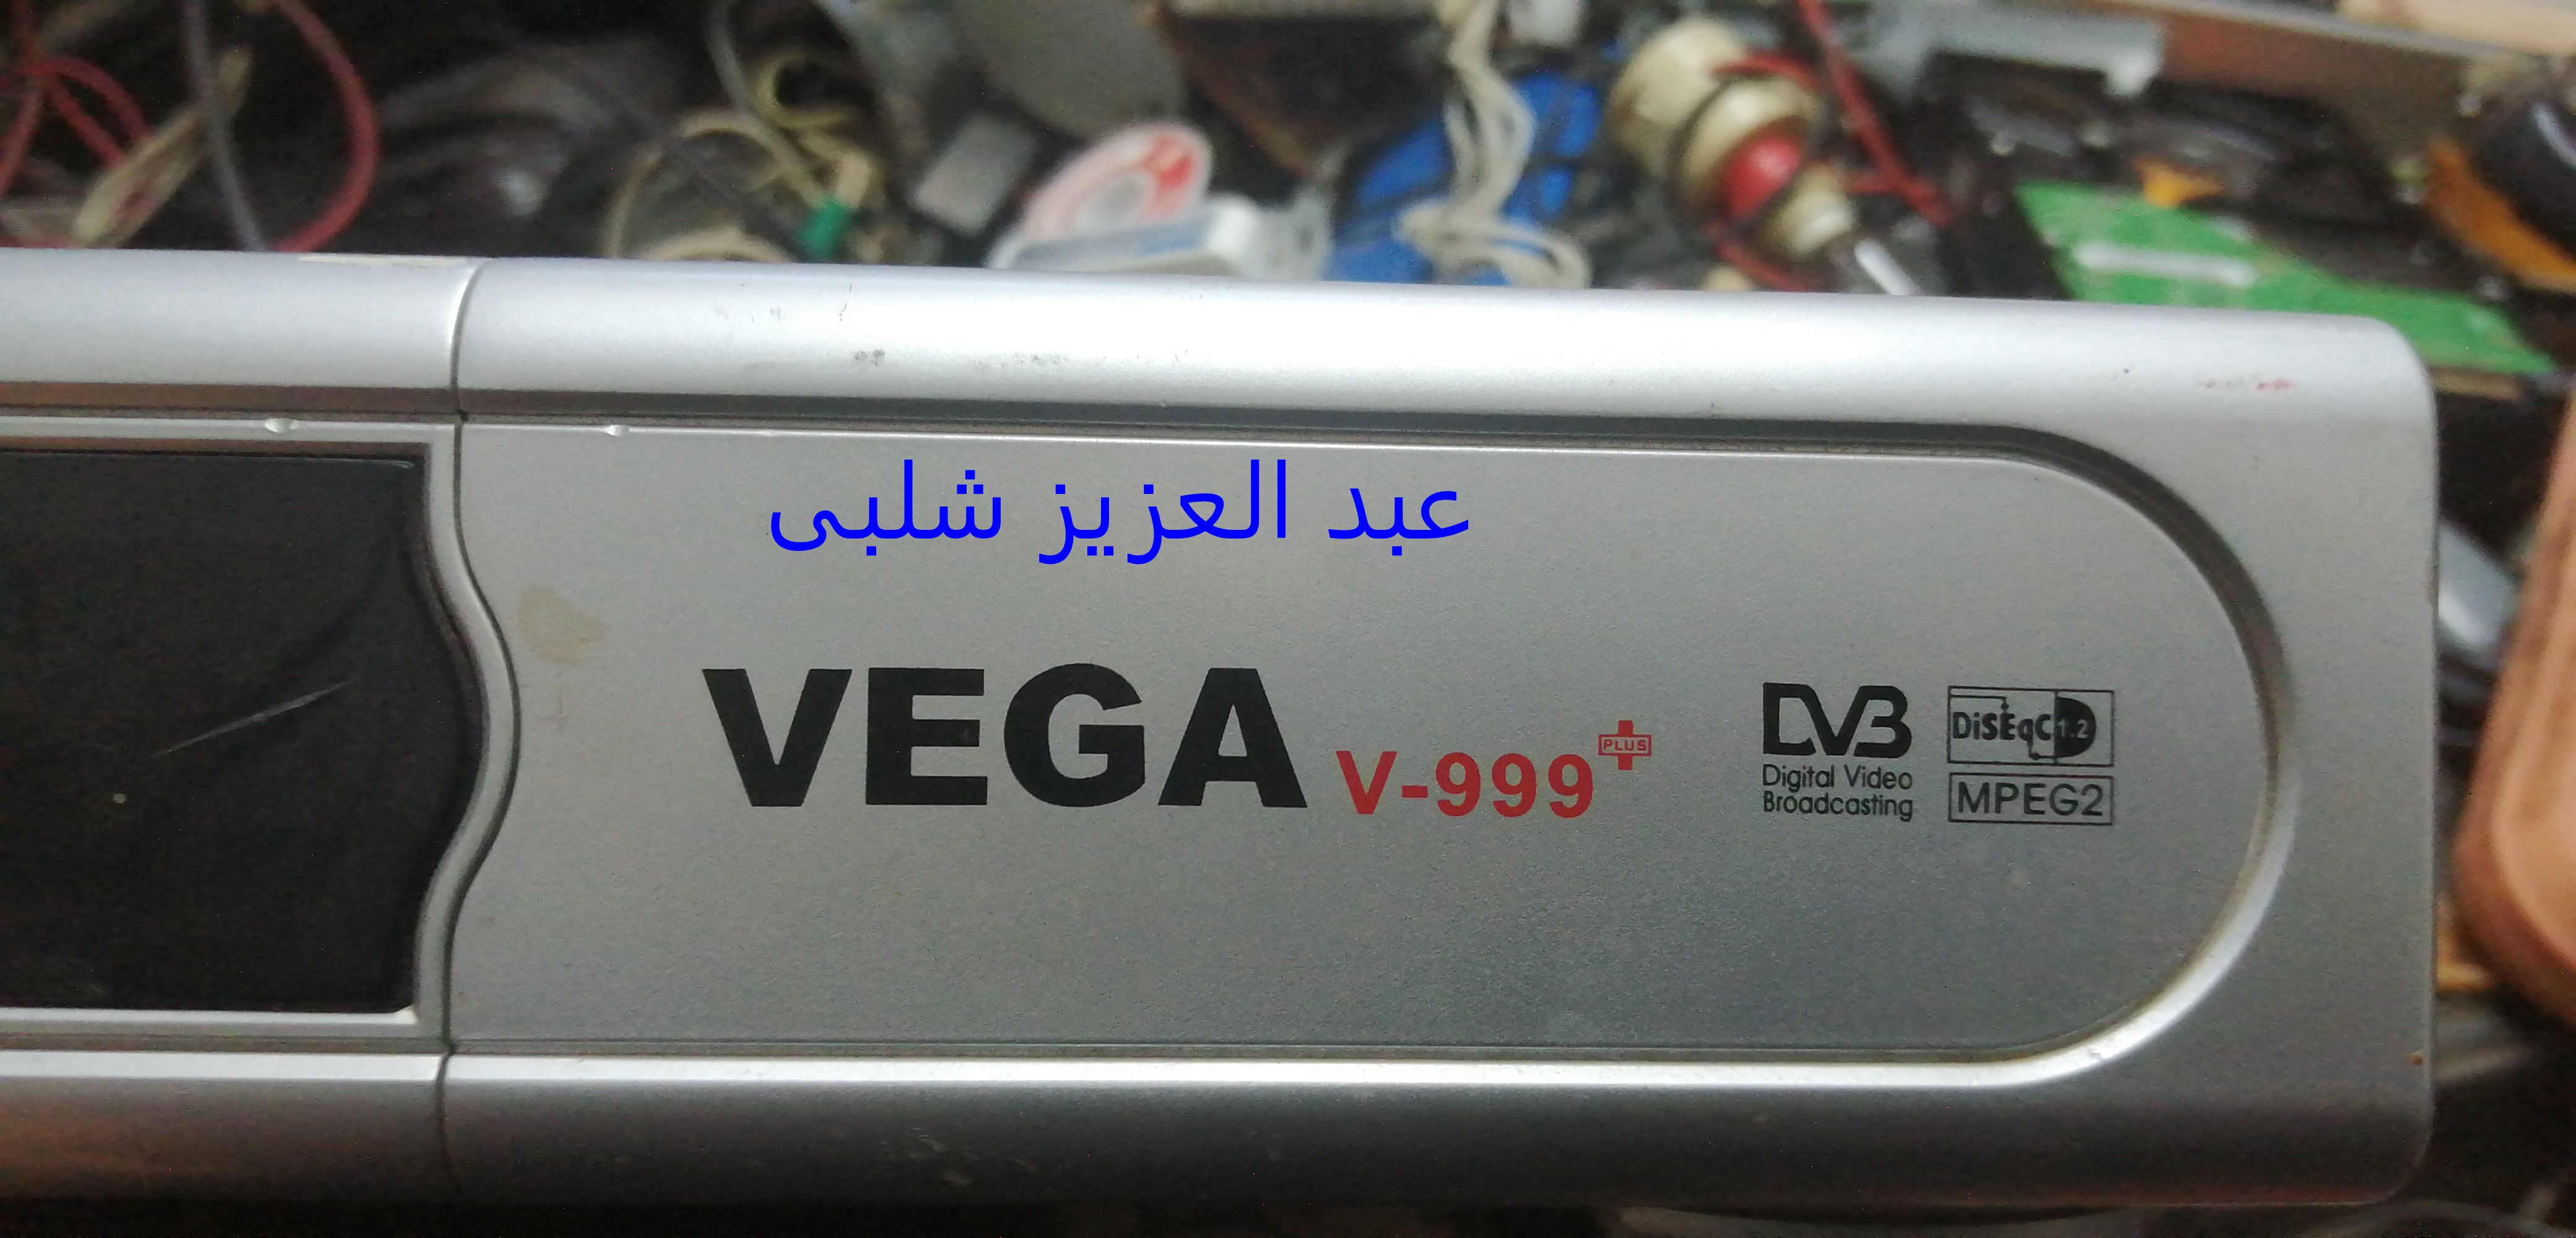 عبد العزيز شلبى
VEGA V-999 PLUS
DVB
Digital Video
Broadcasting
DiSEqC 1.2
MPEG2